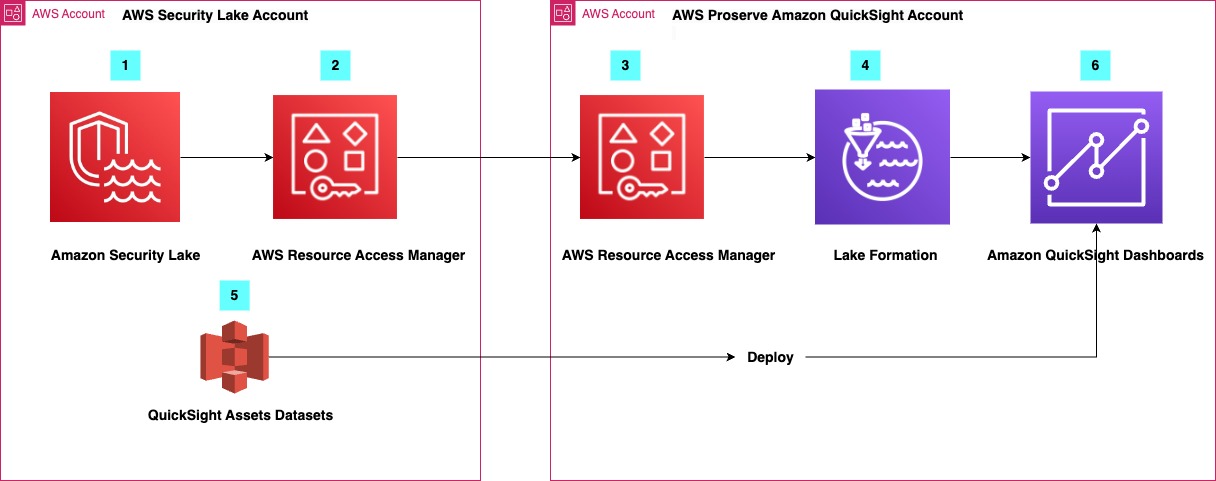 AWS Account AWS Security Lake Account
AWS Account AWS Proserve Amazon QuickSight Account
1
2
3
4
6
Amazon Security Lake
AWS Resource Access Manager
AWS Resource Access Manager
Lake Formation
Amazon QuickSight Dashboards
5
Deploy
QuickSight Assets Datasets